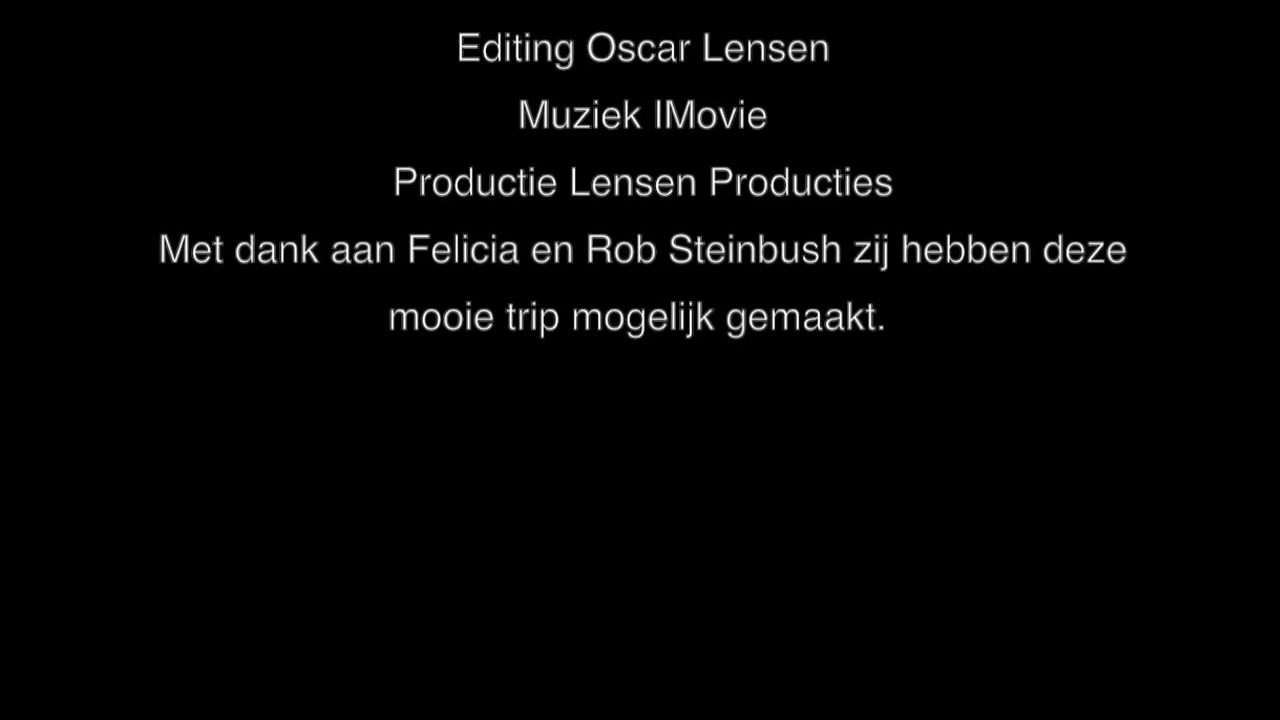 Editing Oscar Lensen
Muziek IMovie
Productie Lensen Producties
Met dank aan Felicia en Rob Steinbush zij hebben deze
mooie trip mogelijk gemaakt.